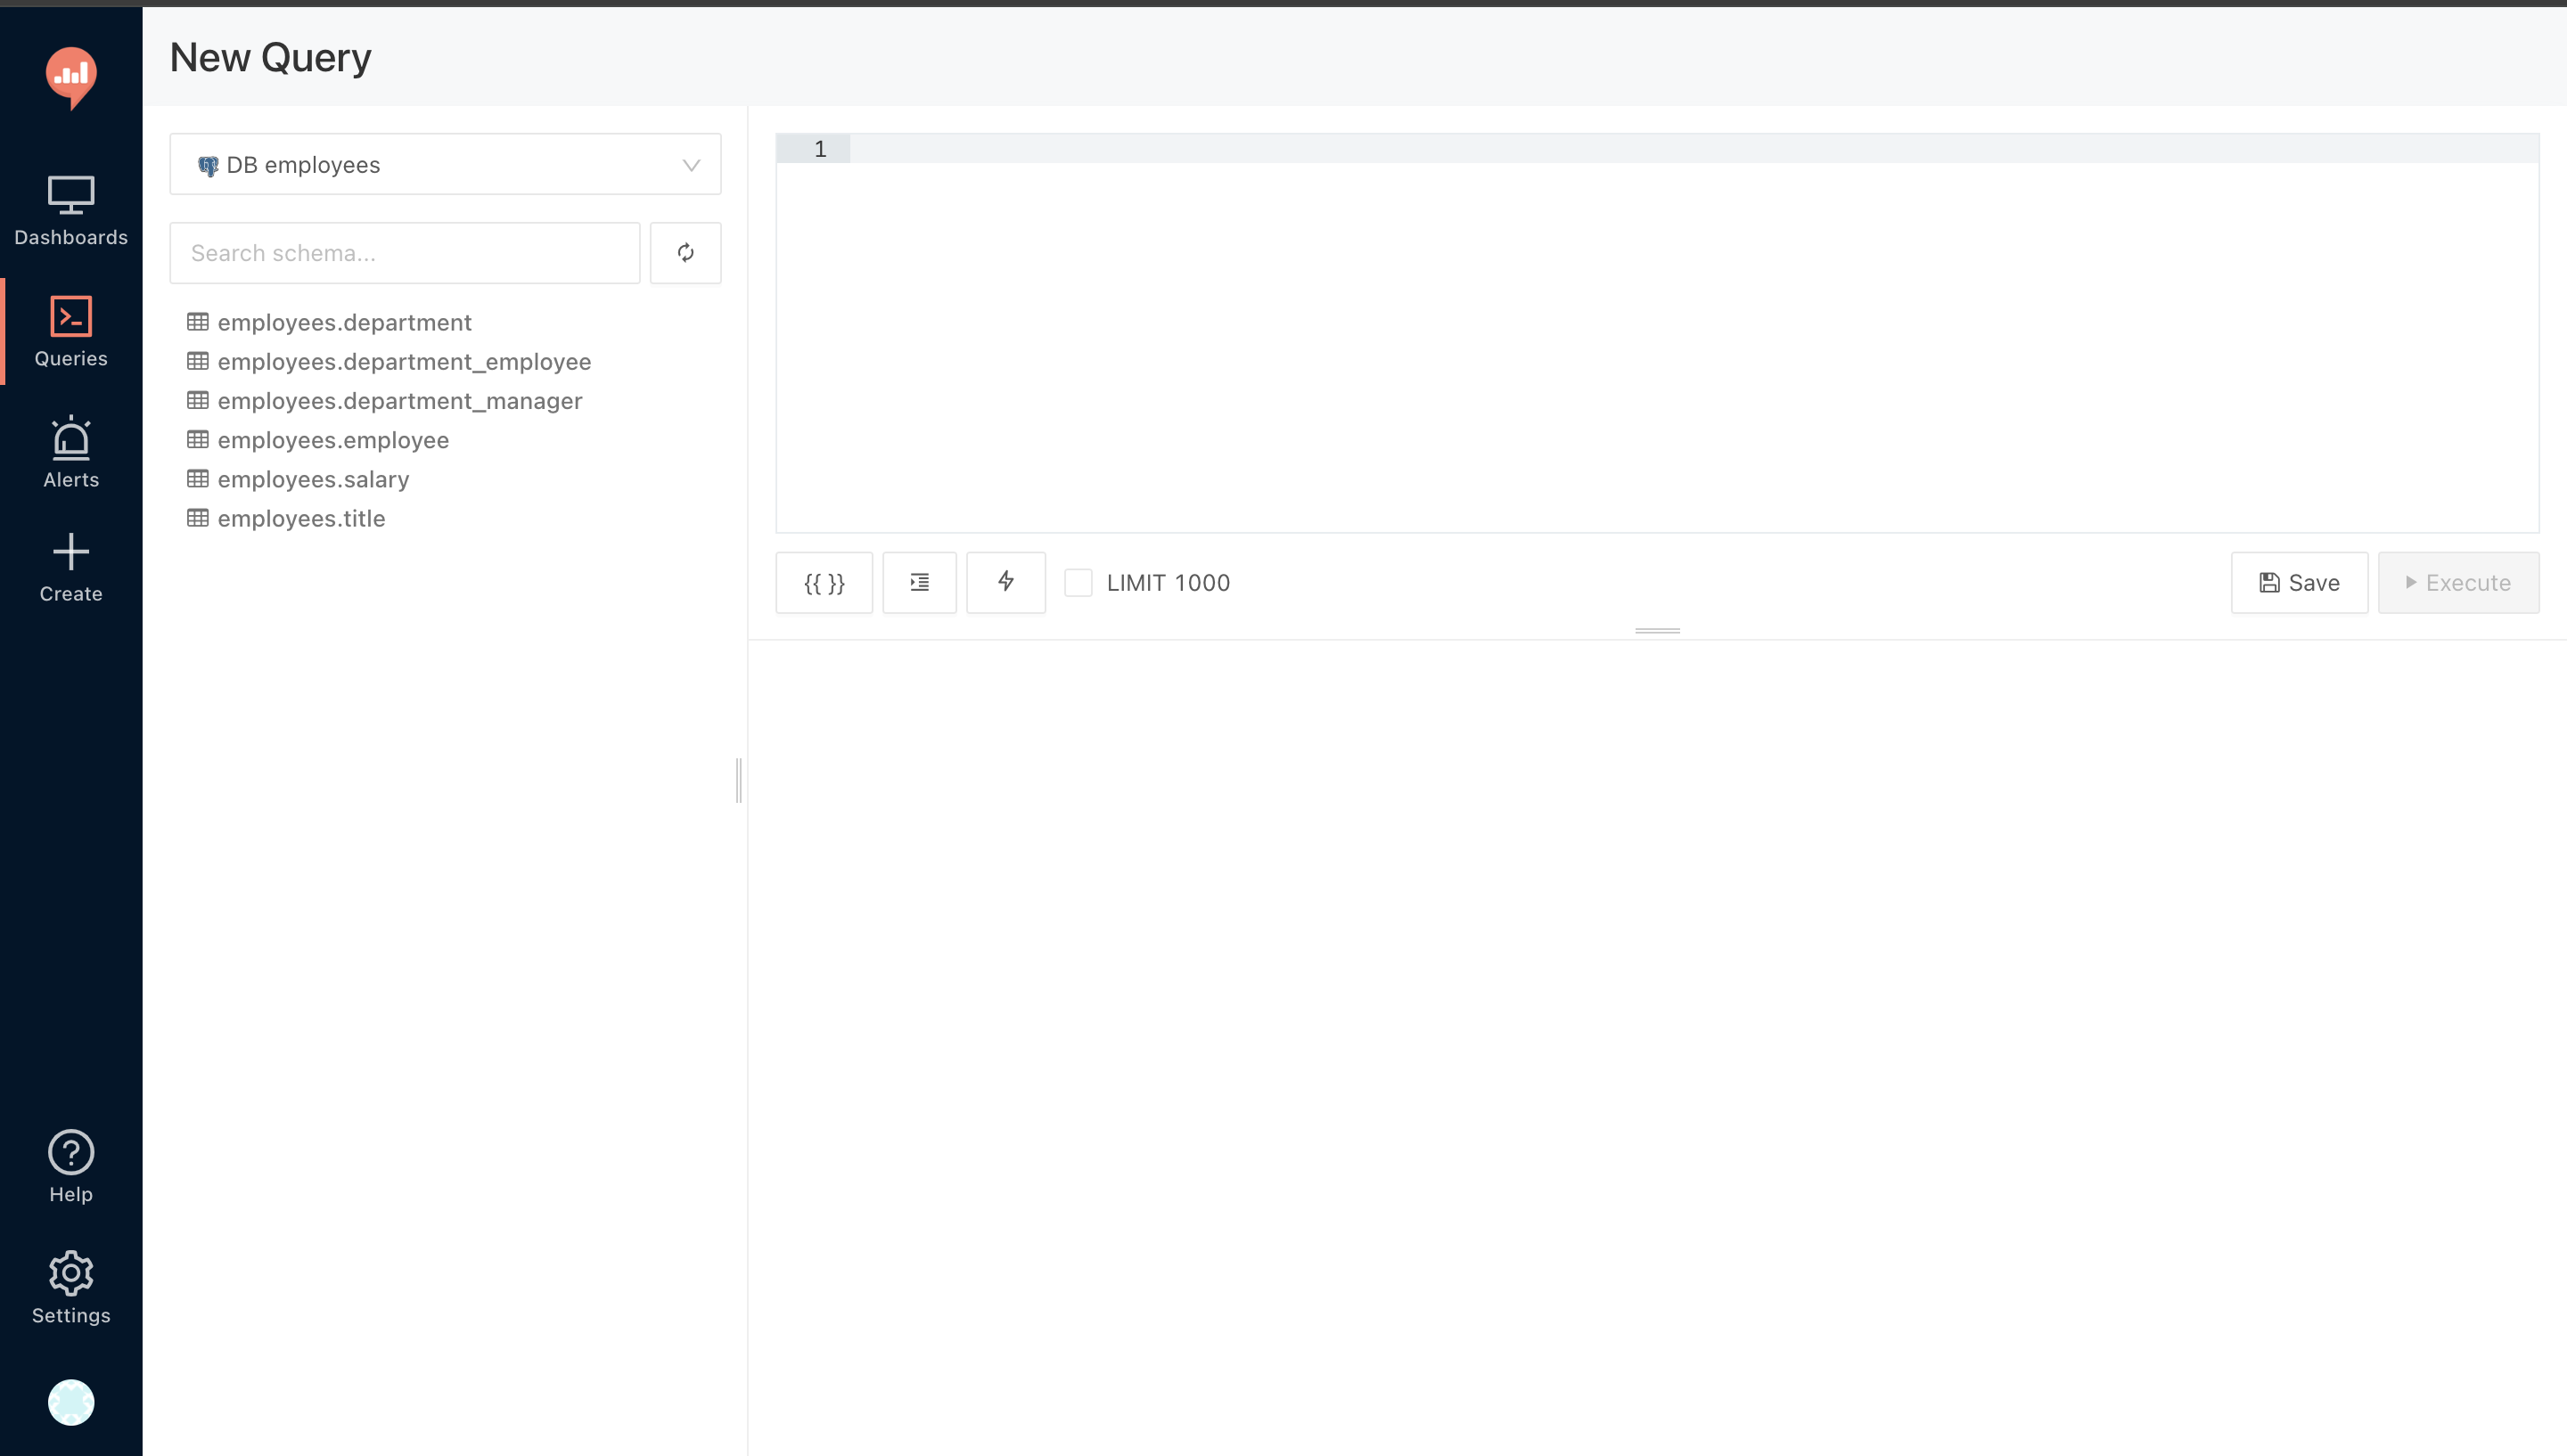 New Query
Dashboards
Queries
Alerts
Create
Help
Settings
DB employees
Search schema...
employees.department
employees.department_employee
employees.department_manager
employees.employee
employees.salary
employees.title
1
{{ }}
LIMIT 1000
Save
Execute